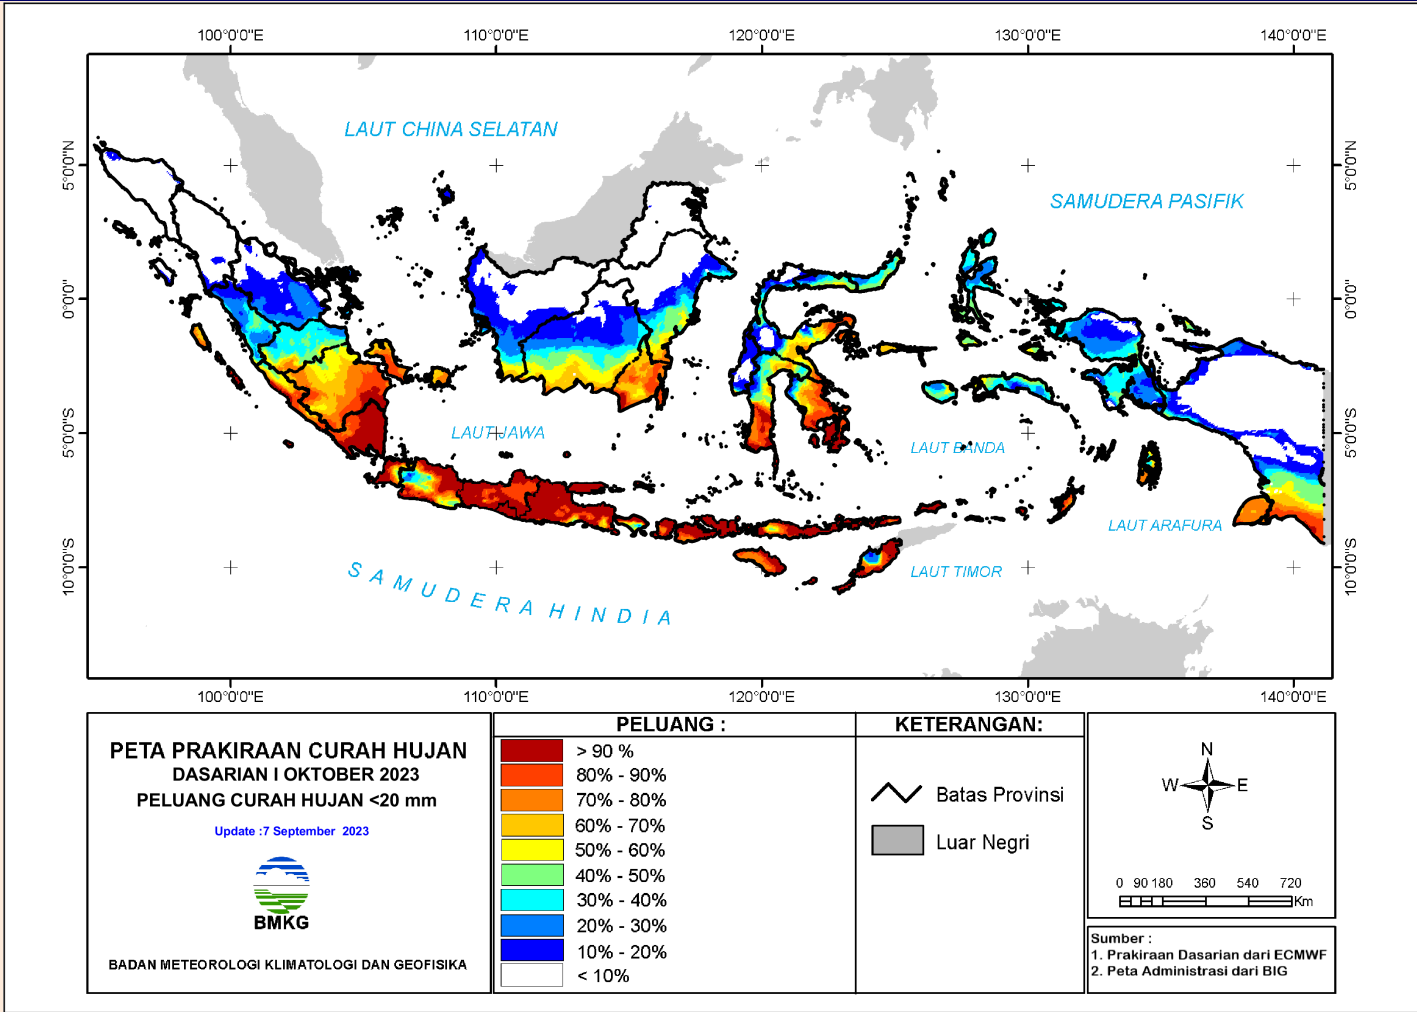 100°0'0"E 110°0'0"E 120°0'0"E 130°0'0"E 140°0'0"E
LAUT CHINA SELATAN
5°0'0"N 5°0'0"N
SAMUDERA PASIFIK
0°0'0" 0°0'0"
5°0'0"S LAUT JAWA LAUT BANDA 5°0'0"S
LAUT ARAFURA
10°0'0"S SAMUDERA HINDIA LAUT TIMOR 10°0'0"S
100°0'0"E 110°0'0"E 120°0'0"E 130°0'0"E 140°0'0"E
PETA PRAKIRAAN CURAH HUJAN
DASARIAN I OKTOBER 2023
PELUANG CURAH HUJAN <20 mm
Update :7 September 2023
BMKG
BADAN METEOROLOGI KLIMATOLOGI DAN GEOFISIKA
PELUANG :
> 90 %
80% - 90%
70% - 80%
60% - 70%
50% - 60%
40% - 50%
30% - 40%
20% - 30%
10% - 20%
< 10%
KETERANGAN:
Batas Provinsi
Luar Negri
N
W E
S
0 90 180 360 540 720
Km
Sumber :
1. Prakiraan Dasarian dari ECMWF
2. Peta Administrasi dari BIG